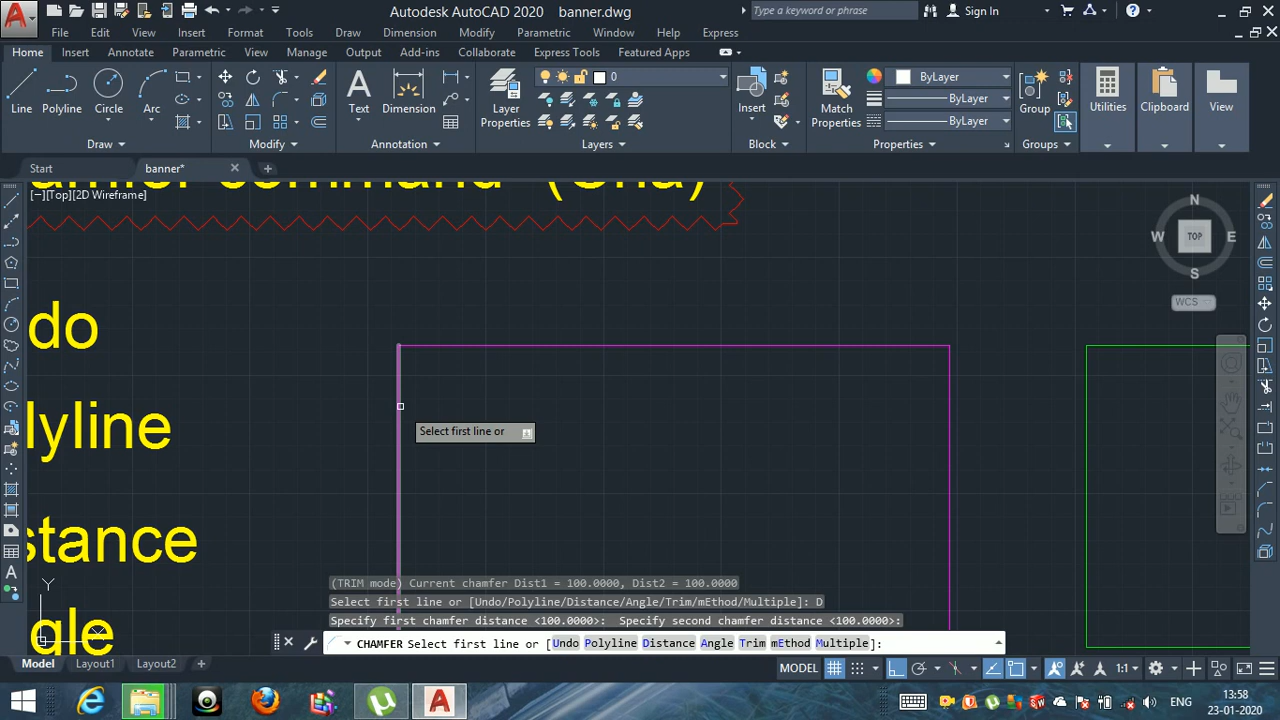 Autodesk AutoCAD 2020 banner.dwg
Type a keyword or phrase
Sign In
File Edit View Insert Format Tools Draw Dimension Modify Parametric Window Help Express
Home Insert Annotate Parametric View Manage Output Add-ins Collaborate Express Tools Featured Apps
Line Polyline Circle Arc
Text Dimension
Layer Properties
0
Insert
Match Properties
ByLayer
ByLayer
ByLayer
Group
Utilities
Clipboard
View
Draw Modify Annotation Layers Block Properties Groups
Start banner*
[−][Top][2D Wireframe]
N
W TOP E
S
WCS
do
lyline
stance
gle
Select first line or
(TRIM mode) Current chamfer Dist1 = 100.0000, Dist2 = 100.0000
Select first line or [Undo/Polyline/Distance/Angle/Trim/mEthod/Multiple]: D
Specify first chamfer distance <100.0000>: Specify second chamfer distance <100.0000>:
CHAMFER Select first line or [Undo Polyline Distance Angle Trim mEthod Multiple]:
Y
X
Model Layout1 Layout2
MODEL
1:1
ENG
13:58
23-01-2020